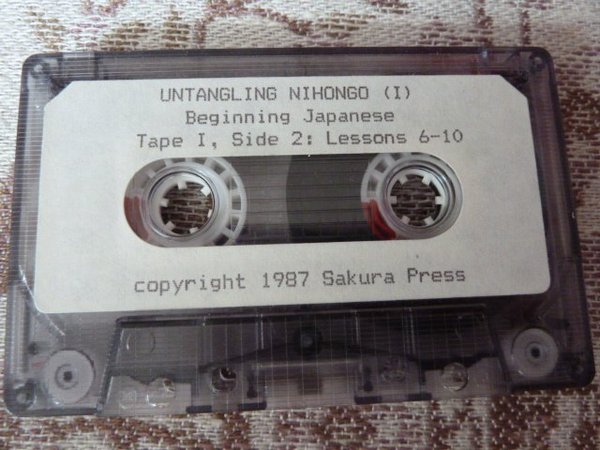 UNTANGLING NIHONGO (I)
Beginning Japanese
Tape I, Side 2: Lessons 6-10
copyright 1987 Sakura Press